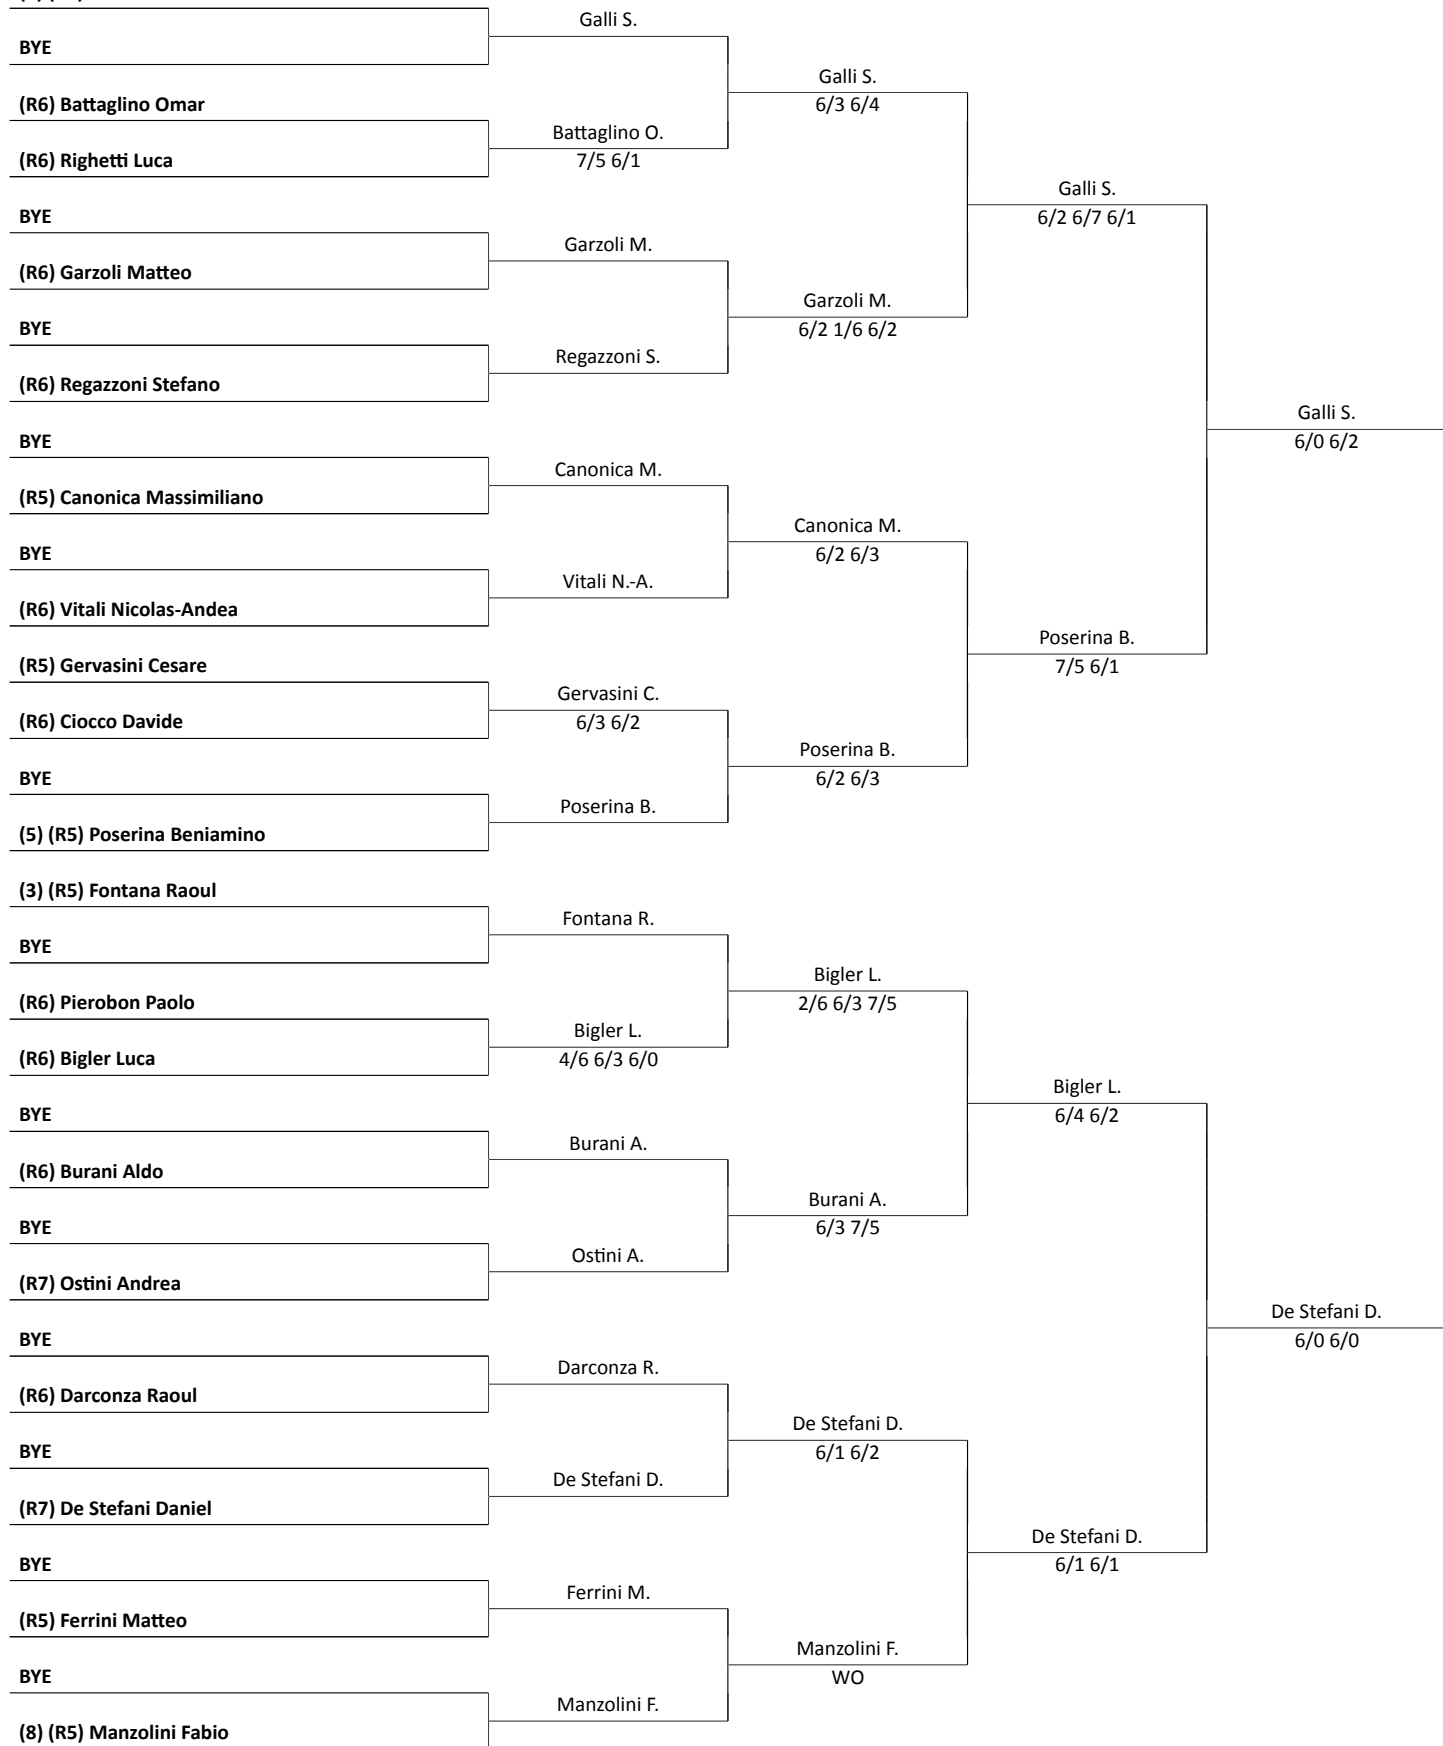 BYE
(R6) Battaglino Omar
(R6) Righetti Luca
BYE
(R6) Garzoli Matteo
BYE
(R6) Regazzoni Stefano
BYE
(R5) Canonica Massimiliano
BYE
(R6) Vitali Nicolas-Andea
(R5) Gervasini Cesare
(R6) Ciocco Davide
BYE
(5) (R5) Poserina Beniamino
(3) (R5) Fontana Raoul
BYE
(R6) Pierobon Paolo
(R6) Bigler Luca
BYE
(R6) Burani Aldo
BYE
(R7) Ostini Andrea
BYE
(R6) Darconza Raoul
BYE
(R7) De Stefani Daniel
BYE
(R5) Ferrini Matteo
BYE
(8) (R5) Manzolini Fabio
Galli S.
Battaglino O.
7/5 6/1
Garzoli M.
Regazzoni S.
Canonica M.
Vitali N.-A.
Gervasini C.
6/3 6/2
Poserina B.
Fontana R.
Bigler L.
4/6 6/3 6/0
Burani A.
Ostini A.
Darconza R.
De Stefani D.
Ferrini M.
Manzolini F.
Galli S.
6/3 6/4
Garzoli M.
6/2 1/6 6/2
Canonica M.
6/2 6/3
Poserina B.
6/2 6/3
Bigler L.
2/6 6/3 7/5
Burani A.
6/3 7/5
De Stefani D.
6/1 6/2
Manzolini F.
WO
Galli S.
6/2 6/7 6/1
Poserina B.
7/5 6/1
Bigler L.
6/4 6/2
De Stefani D.
6/1 6/1
Galli S.
6/0 6/2
De Stefani D.
6/0 6/0